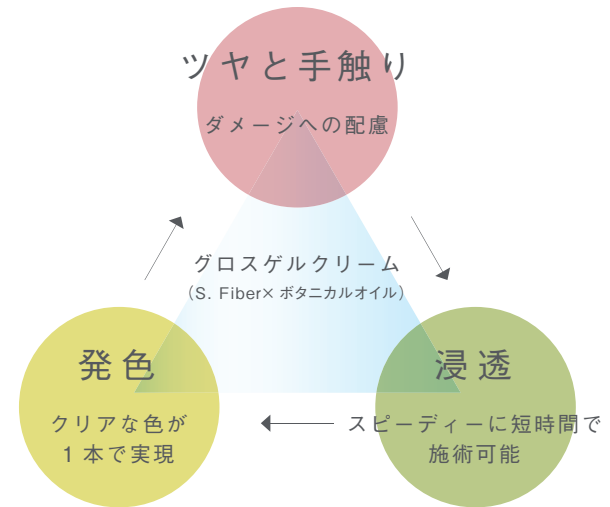 ツヤと手触り
ダメージへの配慮
グロスゲルクリーム
(S. Fiber×ボタニカルオイル)
発色
クリアな色が
1本で実現
浸透
スピーディーに短時間で
施術可能